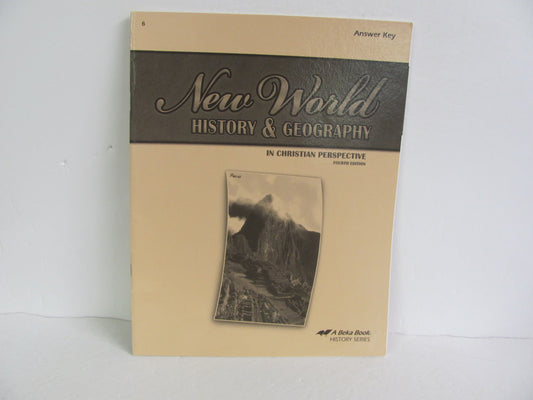 6
Answer Key
New World
HISTORY & GEOGRAPHY
IN CHRISTIAN PERSPECTIVE
FOURTH EDITION
Peru
A Beka Book
HISTORY SERIES